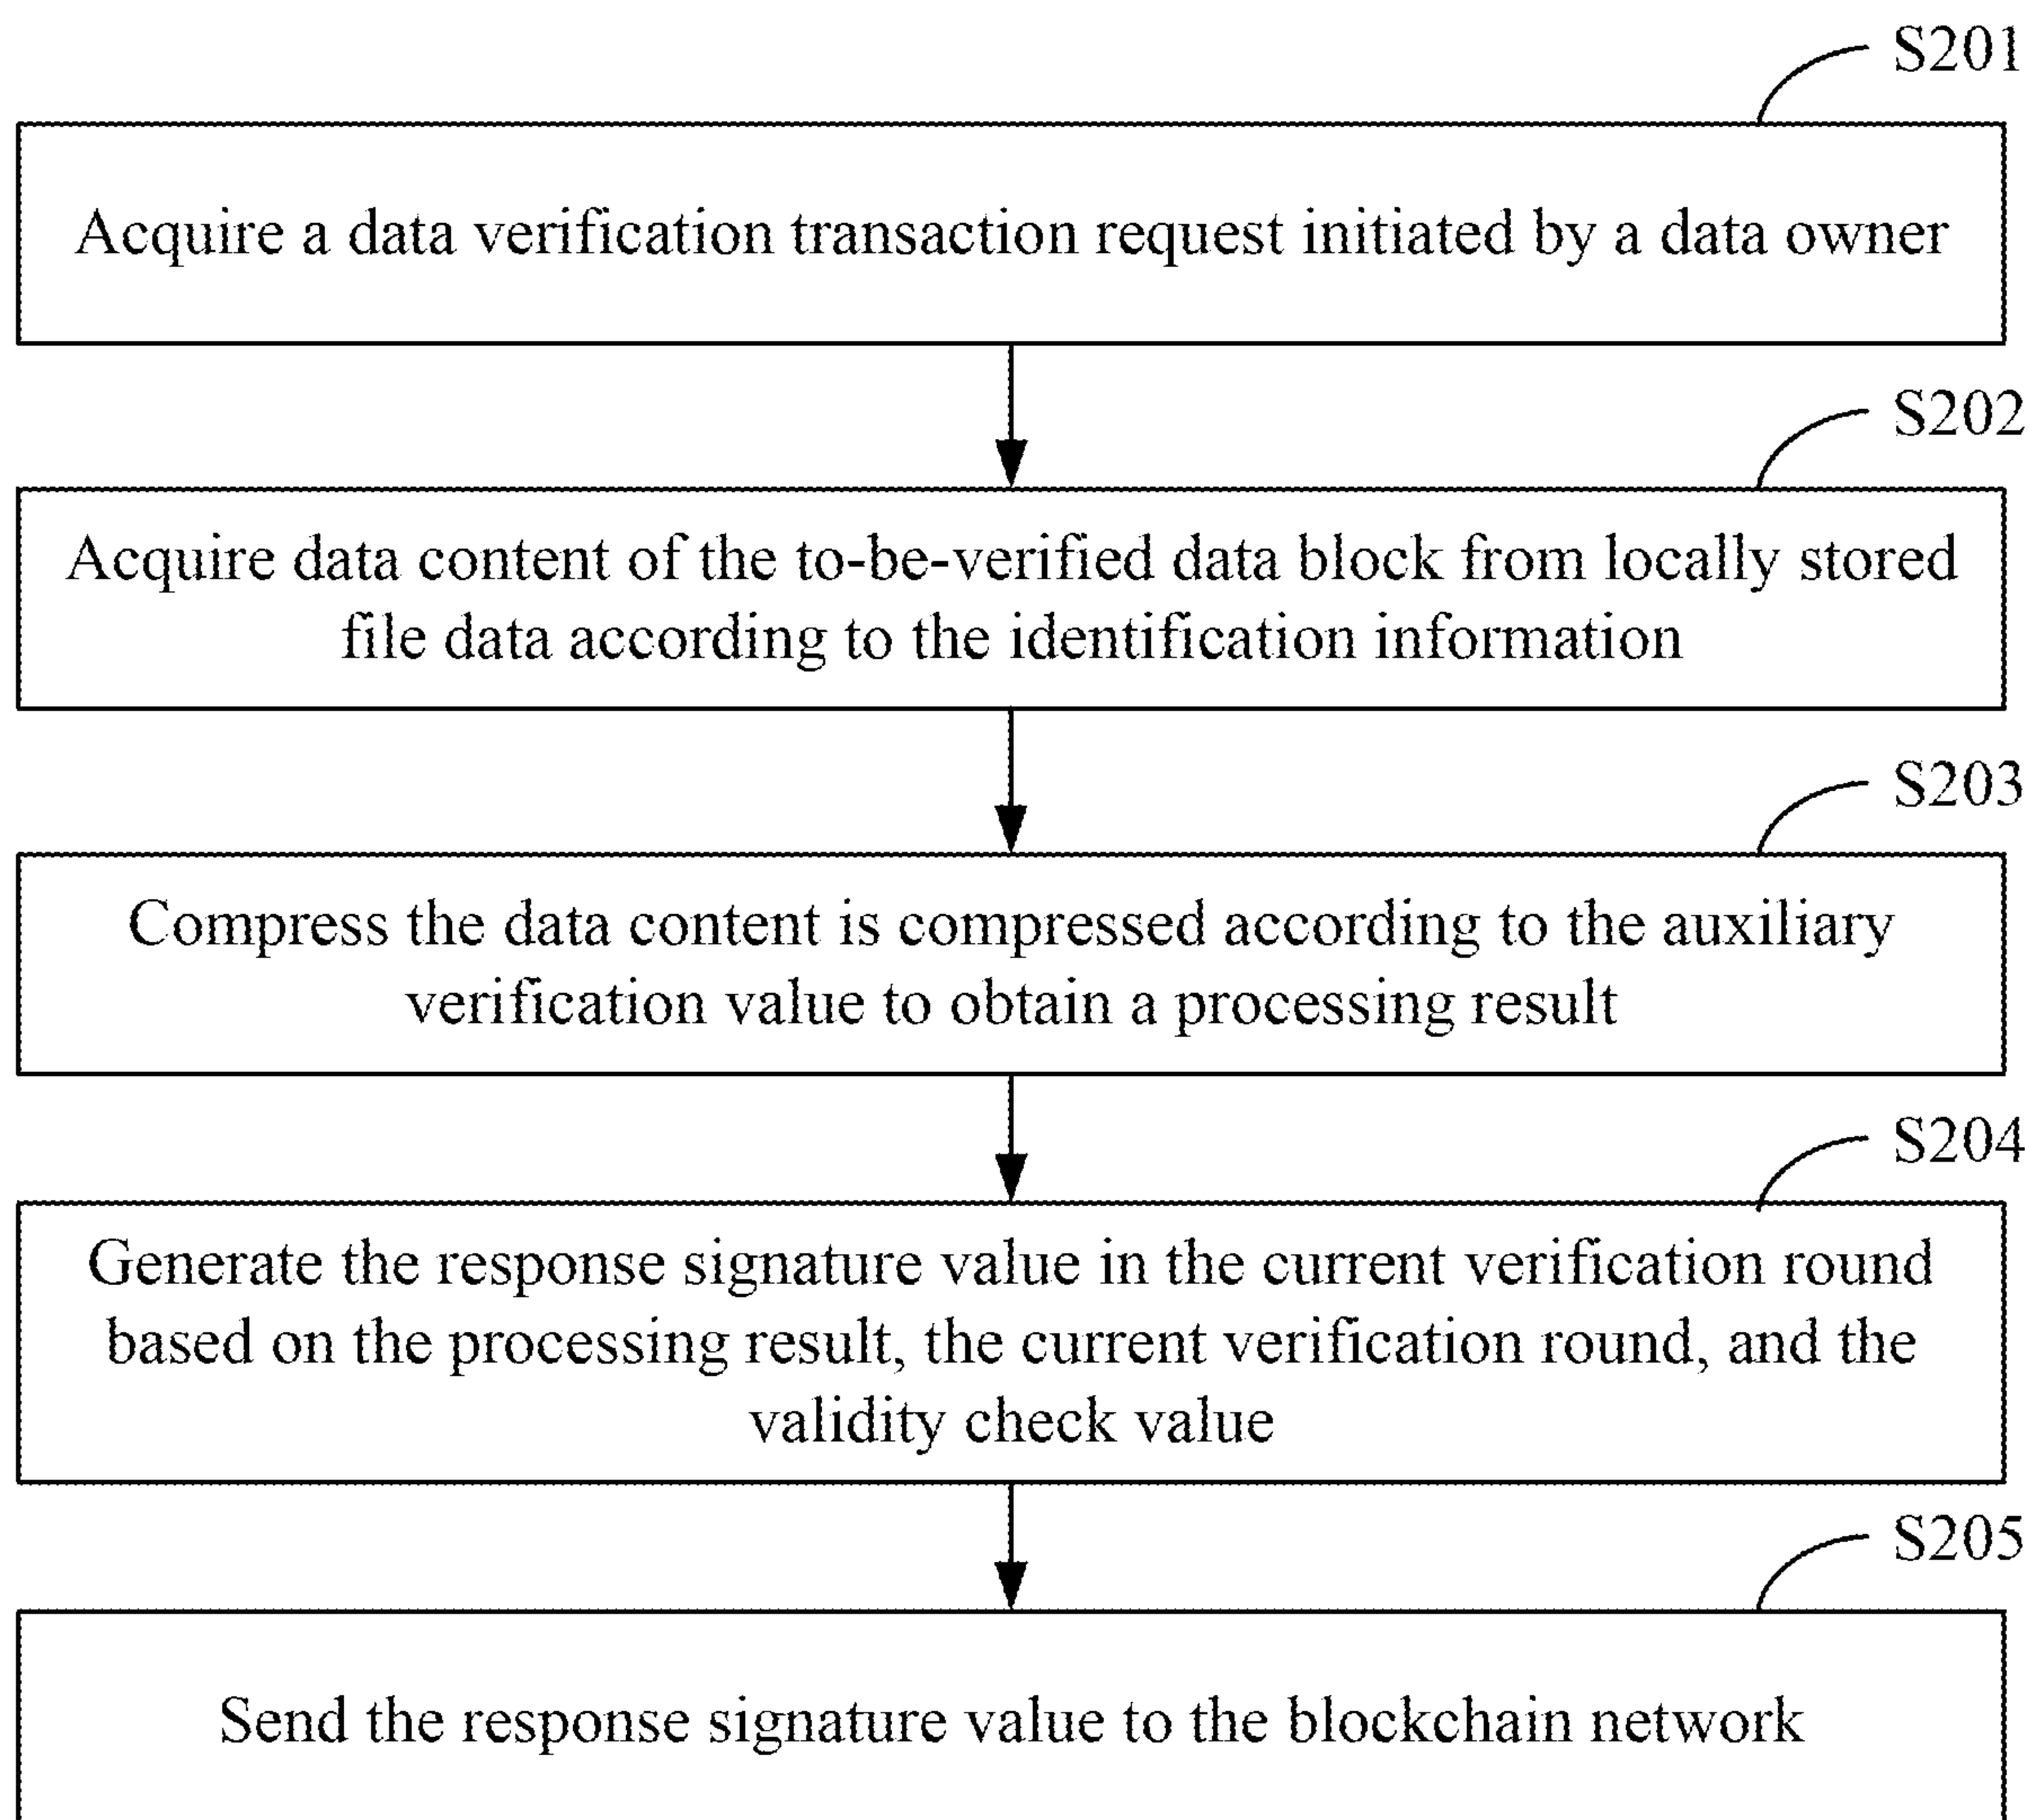 S201
Acquire a data verification transaction request initiated by a data owner
S202
Acquire data content of the to-be-verified data block from locally stored
file data according to the identification information
S203
Compress the data content is compressed according to the auxiliary
verification value to obtain a processing result
S204
Generate the response signature value in the current verification round
based on the processing result, the current verification round, and the
validity check value
S205
Send the response signature value to the blockchain network